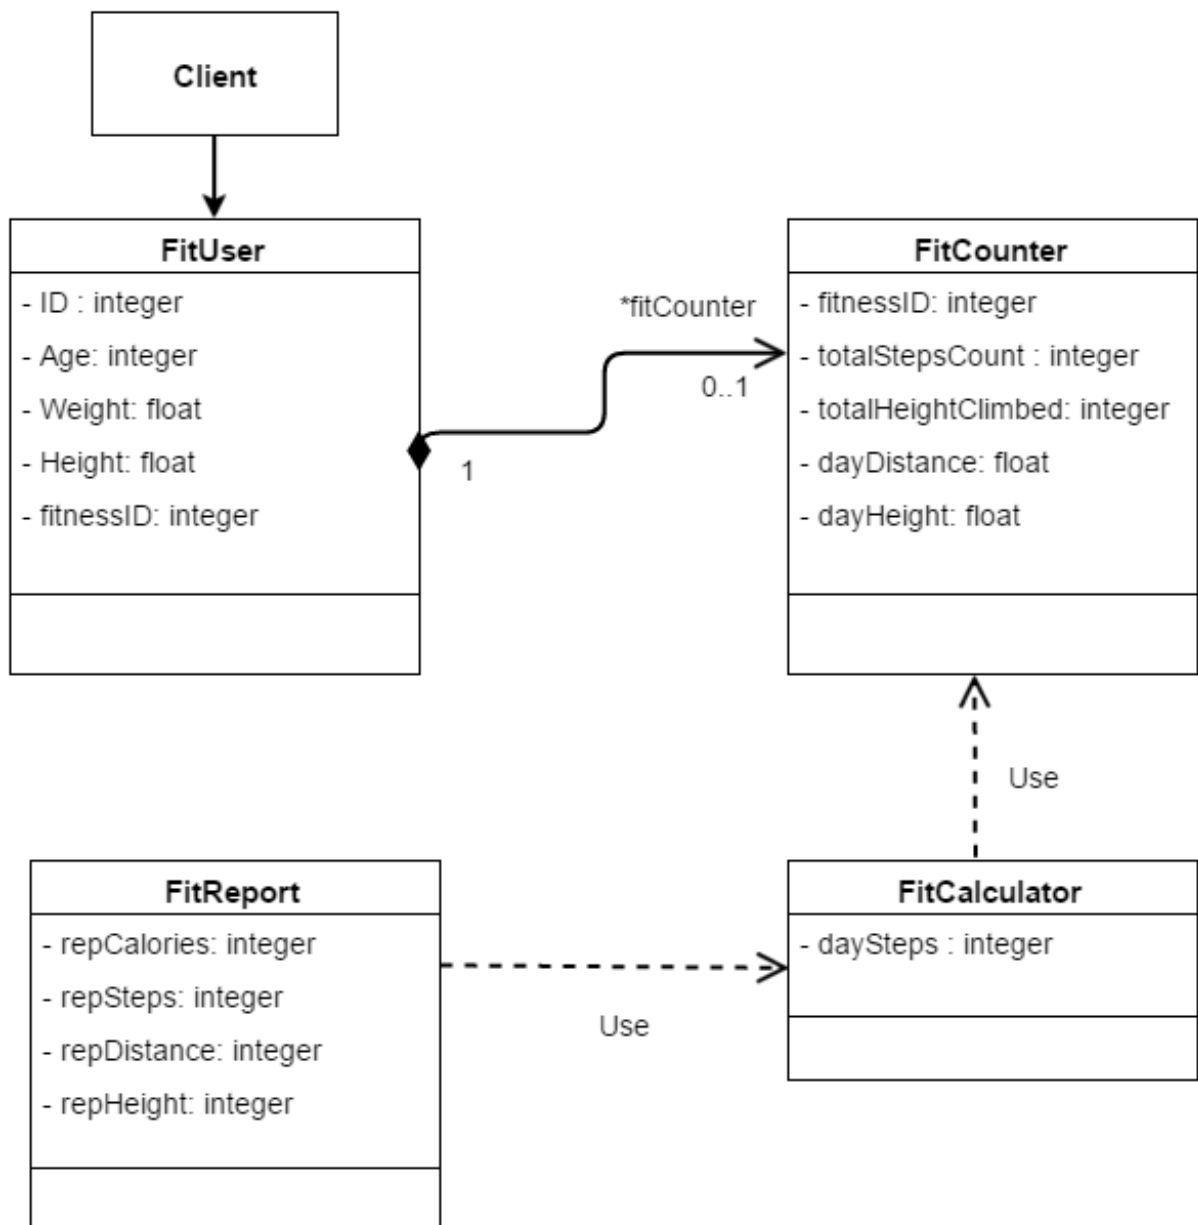 Client
FitUser
- ID : integer
- Age: integer
- Weight: float
- Height: float
- fitnessID: integer
1
*fitCounter
0..1
FitCounter
- fitnessID: integer
- totalStepsCount : integer
- totalHeightClimbed: integer
- dayDistance: float
- dayHeight: float
Use
FitReport
- repCalories: integer
- repSteps: integer
- repDistance: integer
- repHeight: integer
Use
FitCalculator
- daySteps : integer